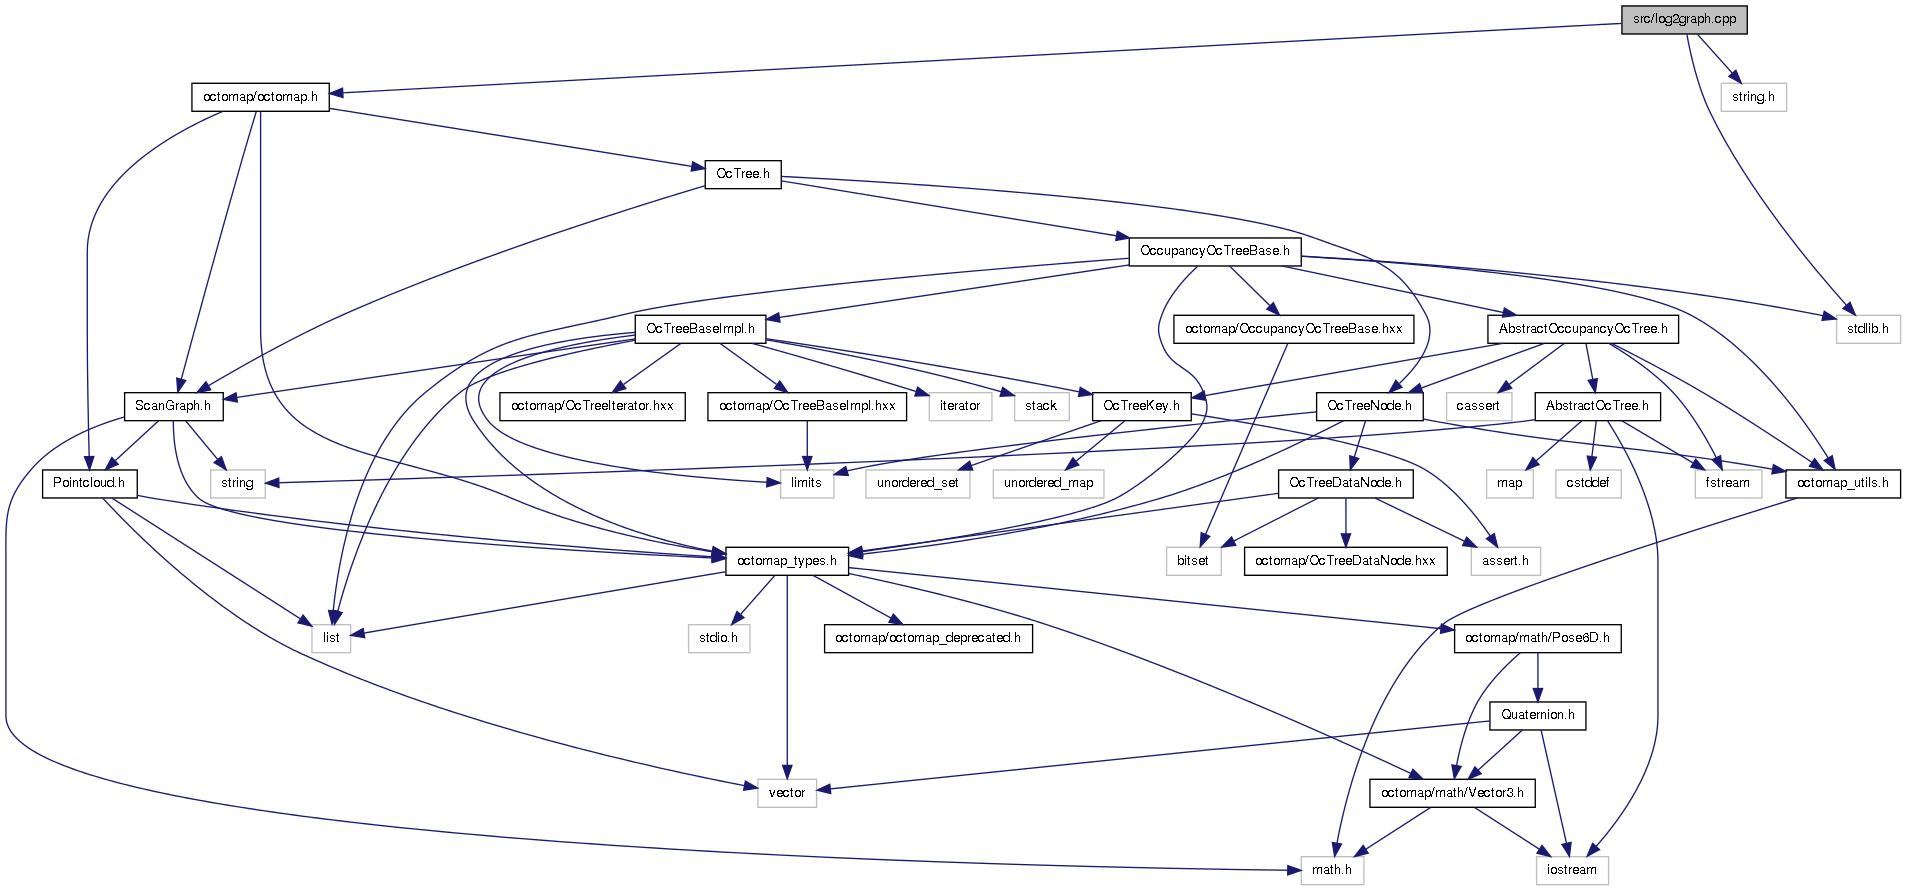 src/log2graph.cpp
octomap/octomap.h
string.h
OcTree.h
OccupancyOcTreeBase.h
OcTreeBaseImpl.h
octomap/OccupancyOcTreeBase.hxx
AbstractOccupancyOcTree.h
stdlib.h
ScanGraph.h
octomap/OcTreeIterator.hxx
octomap/OcTreeBaseImpl.hxx
iterator
stack
OcTreeKey.h
OcTreeNode.h
cassert
AbstractOcTree.h
Pointcloud.h
string
limits
unordered_set
unordered_map
OcTreeDataNode.h
map
cstddef
fstream
octomap_utils.h
octomap_types.h
bitset
octomap/OcTreeDataNode.hxx
assert.h
list
stdio.h
octomap/octomap_deprecated.h
octomap/math/Pose6D.h
Quaternion.h
vector
octomap/math/Vector3.h
math.h
iostream